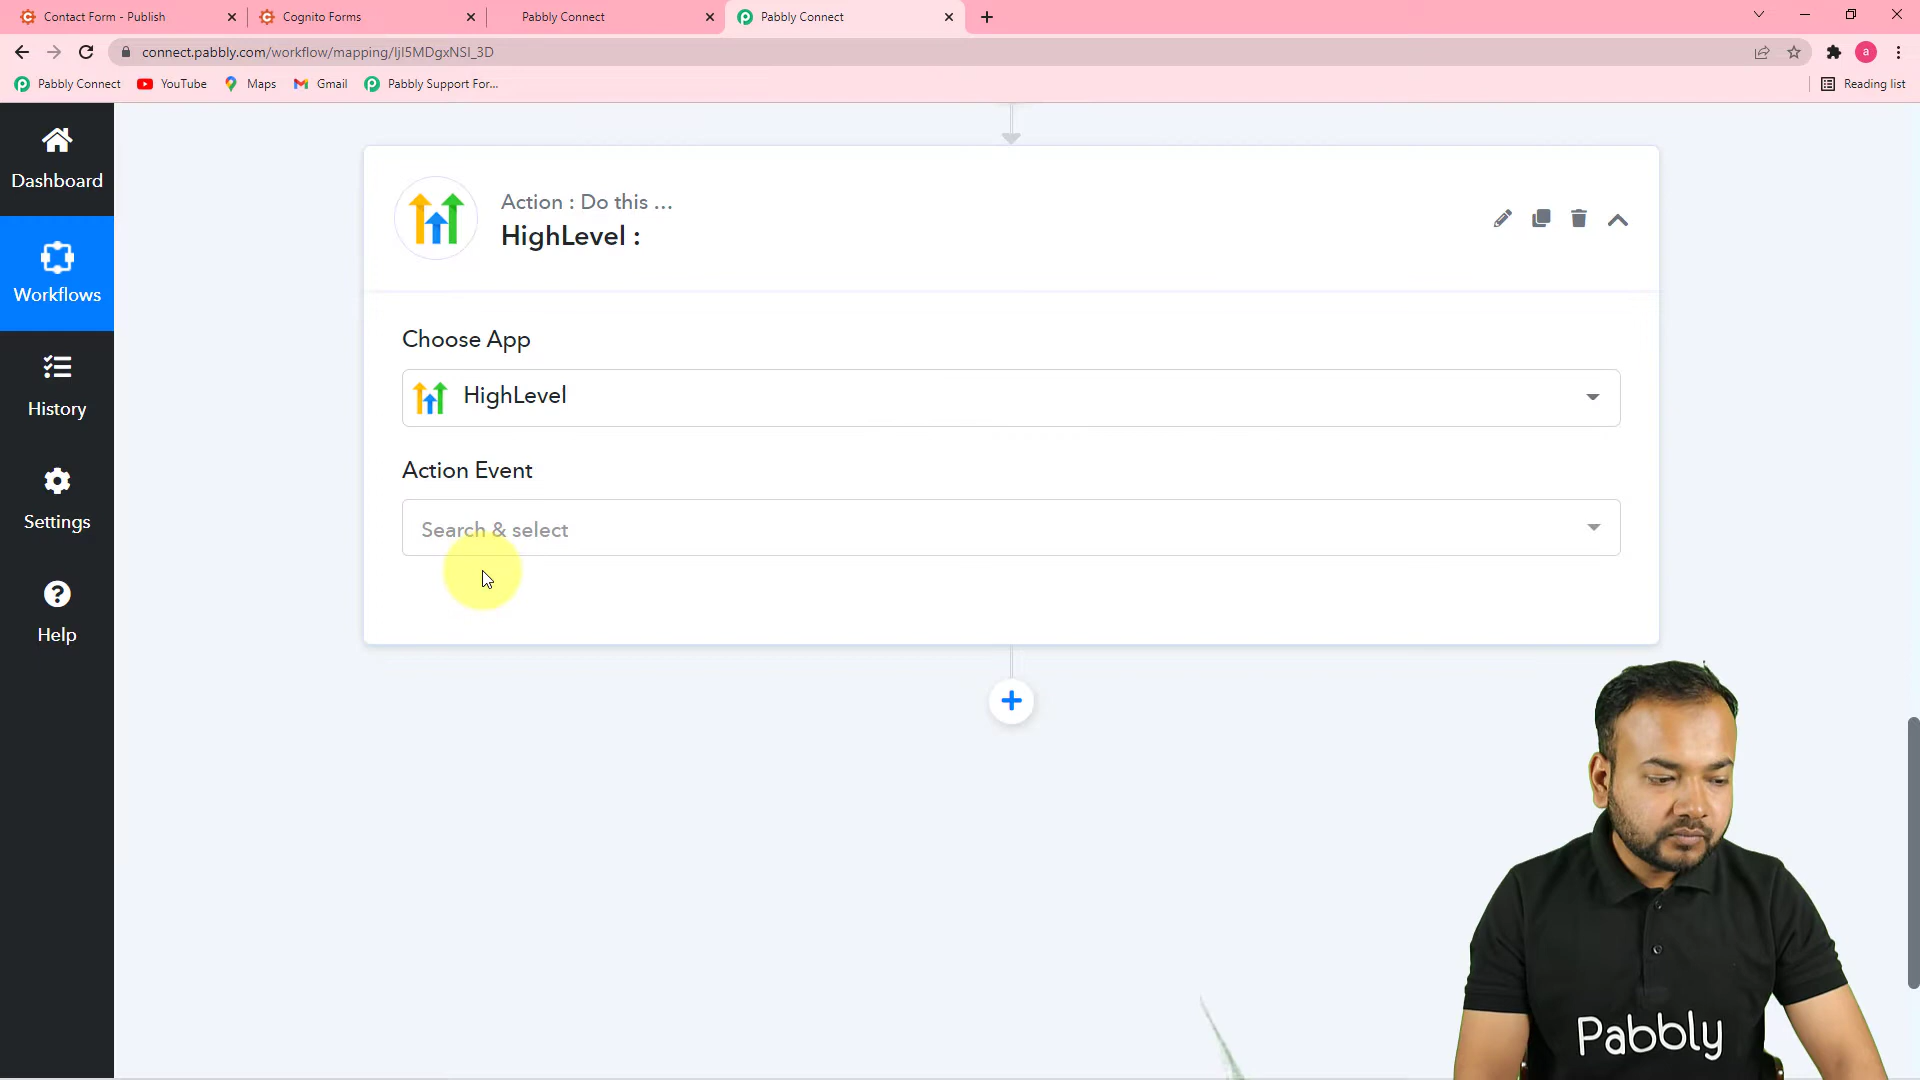 Contact Form - Publish
Cognito Forms
Pabbly Connect
Pabbly Connect
connect.pabbly.com/workflow/mapping/IjI5MDgxNSI_3D
a
Pabbly Connect
YouTube
Maps
Gmail
Pabbly Support For...
Reading list
Dashboard
Workflows
History
Settings
Help
Action : Do this ...
HighLevel :
Choose App
HighLevel
Action Event
Search & select
Pabbly